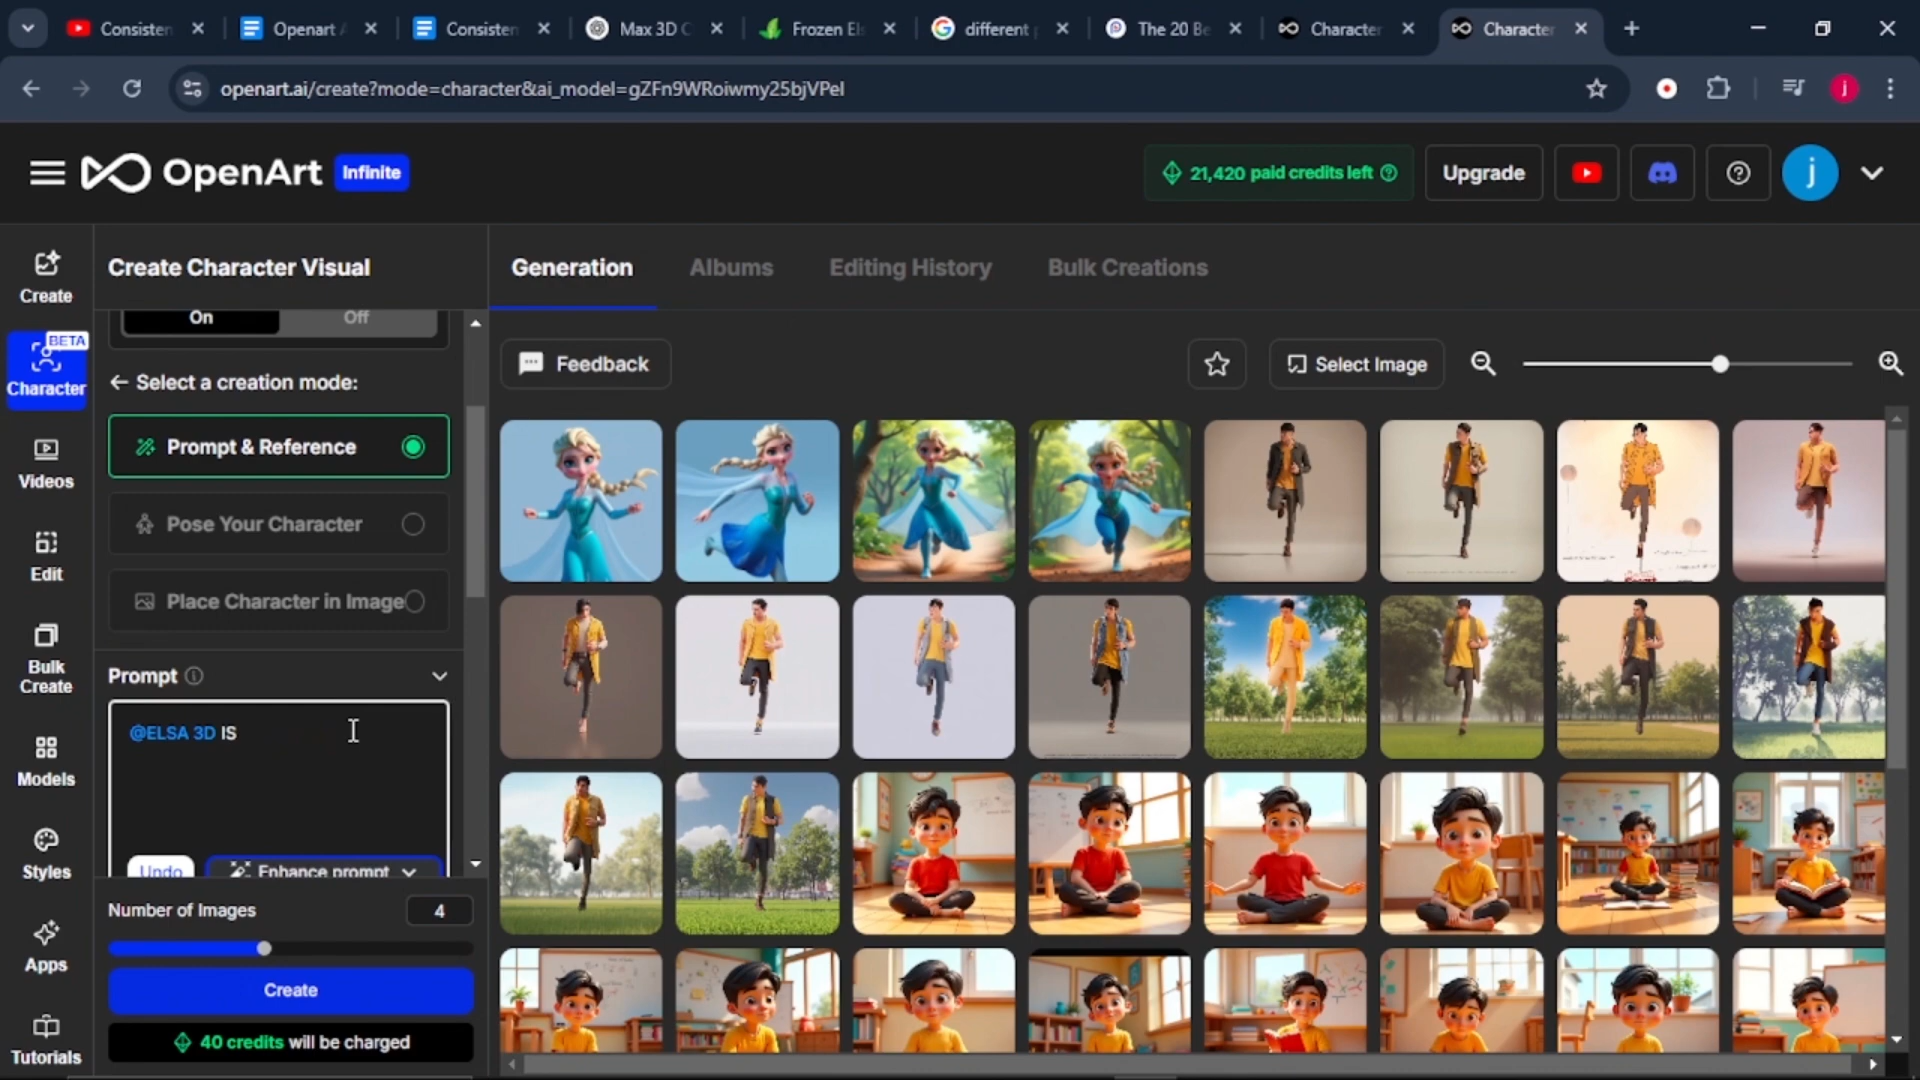 Consisten
Openart A
Consisten
Max 3D C
Frozen Els
different p
The 20 Be
Character
Character
openart.ai/create?mode=character&ai_model=gZFn9WRoiwmy25bjVPel
j
OpenArt
Infinite
21,420 paid credits left
Upgrade
j
Create
BETA
Character
Videos
Edit
Bulk
Create
Models
Styles
Apps
Tutorials
Create Character Visual
On
Off
Select a creation mode:
Prompt & Reference
Pose Your Character
Place Character in Image
Prompt
@ELSA 3D IS
Undo
Enhance prompt
Number of Images
4
Create
40 credits will be charged
Generation
Albums
Editing History
Bulk Creations
Feedback
Select Image